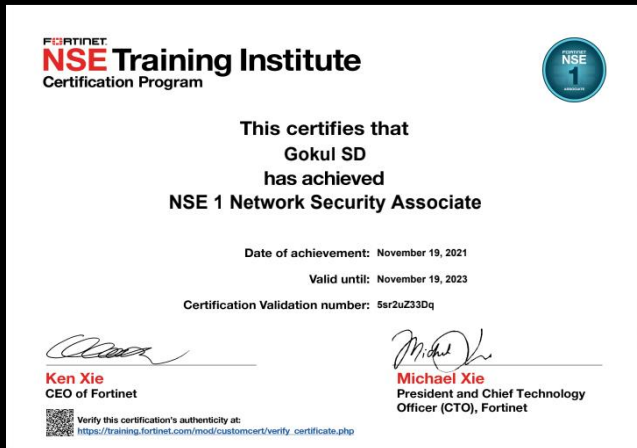 FORTINET
NSE Training Institute
Certification Program
FORTINET
NSE
1
ASSOCIATE
This certifies that
Gokul SD
has achieved
NSE 1 Network Security Associate
Date of achievement: November 19, 2021
Valid until: November 19, 2023
Certification Validation number: 5sr2uZ33Dq
Ken Xie
CEO of Fortinet
Michael Xie
President and Chief Technology
Officer (CTO), Fortinet
Verify this certification's authenticity at:
https://training.fortinet.com/mod/customcert/verify_certificate.php